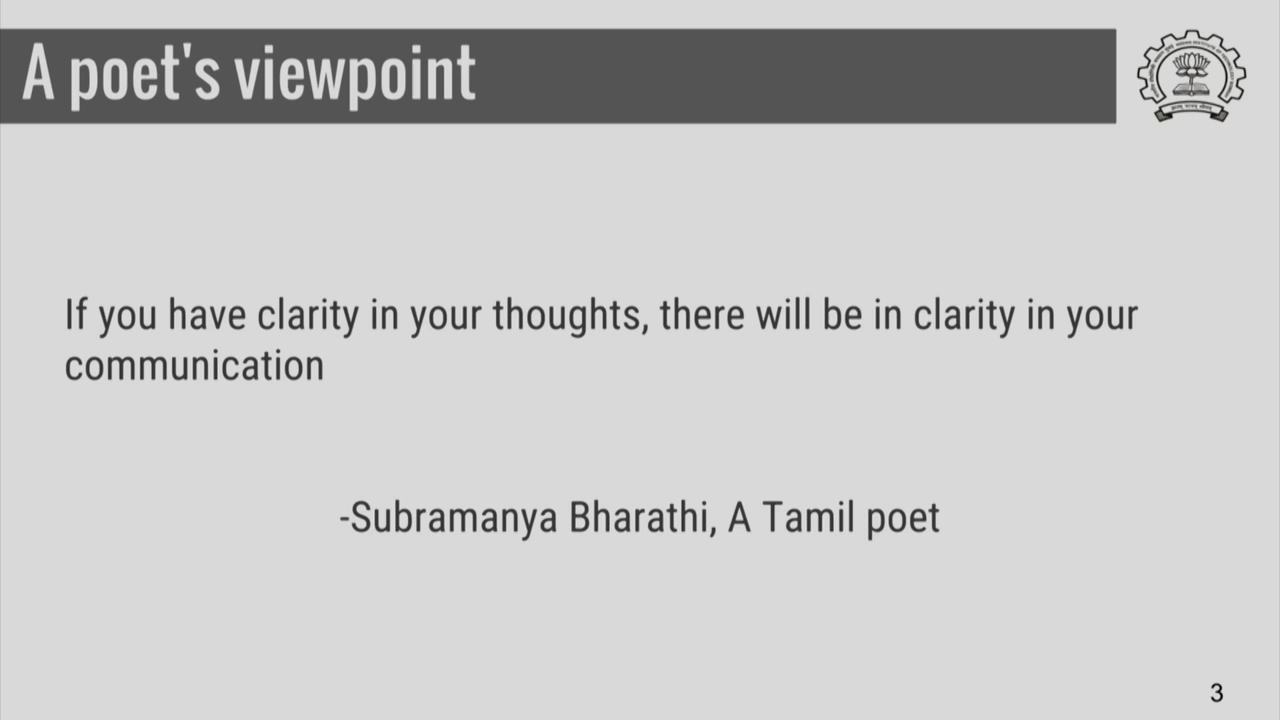 A poet's viewpoint
If you have clarity in your thoughts, there will be in clarity in your
communication
-Subramanya Bharathi, A Tamil poet
3